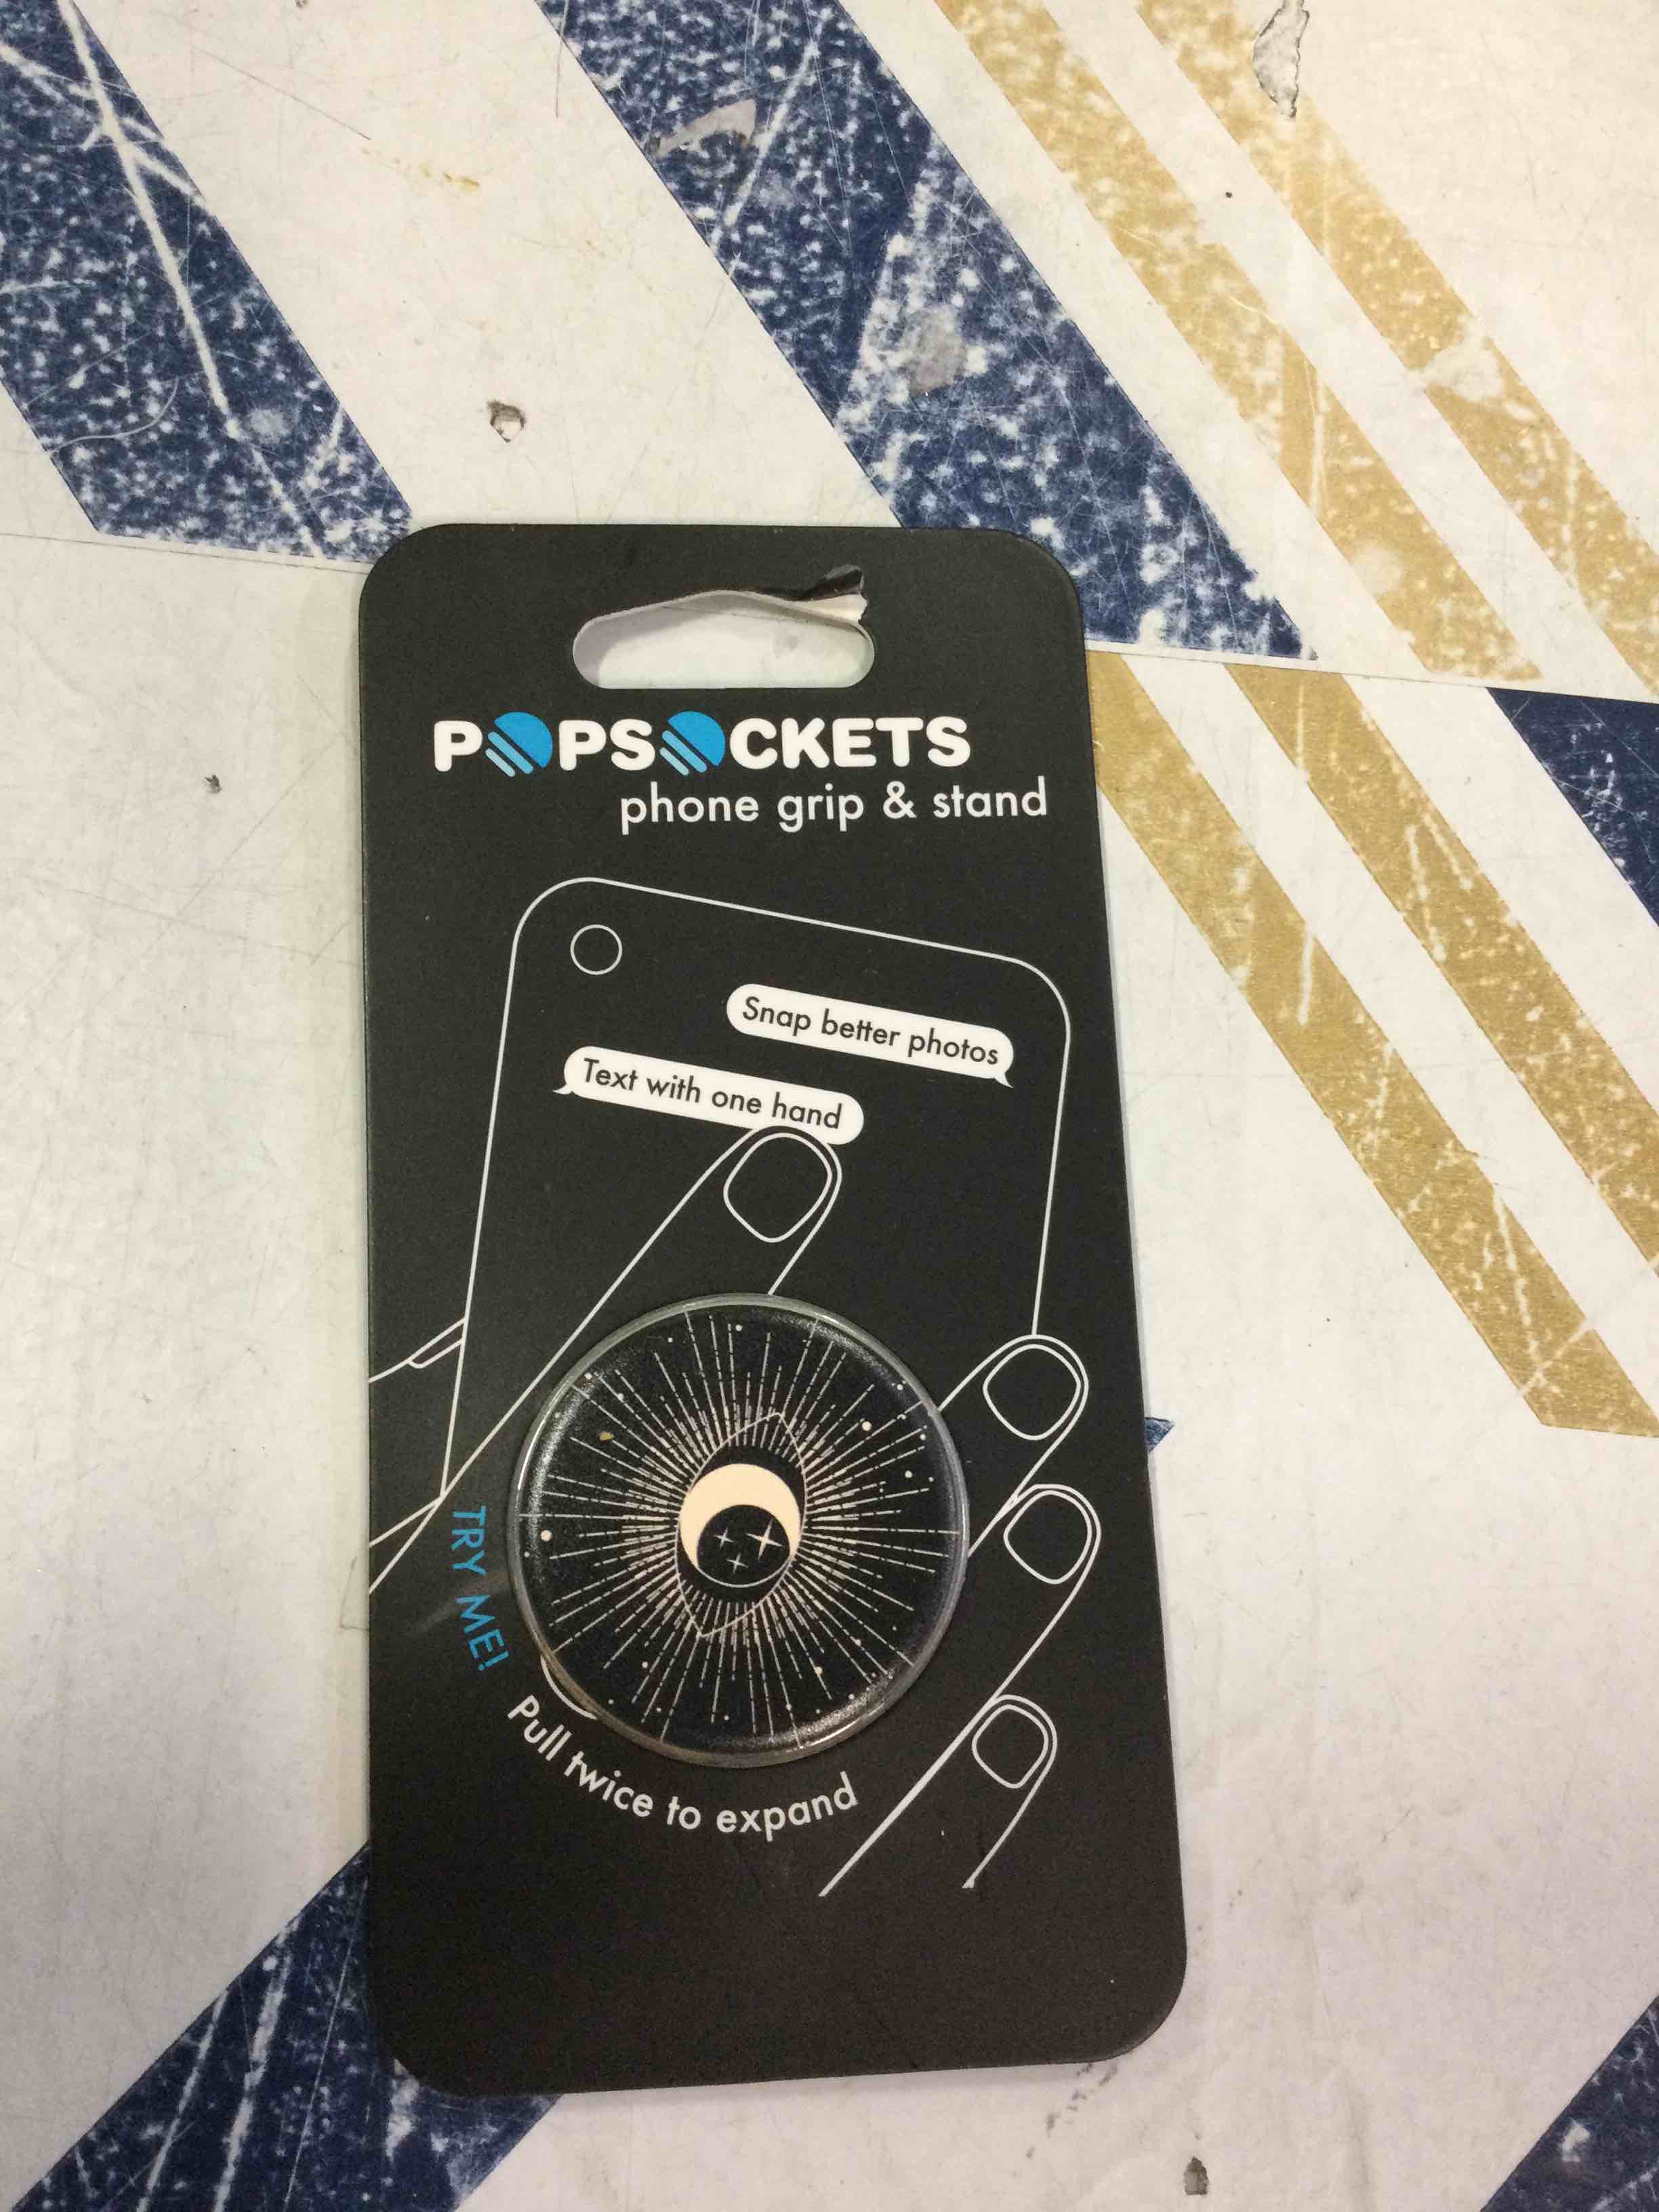 POPSOCKETS
phone grip & stand
Snap better photos
Text with one hand
TRY ME!
Pull twice to expand